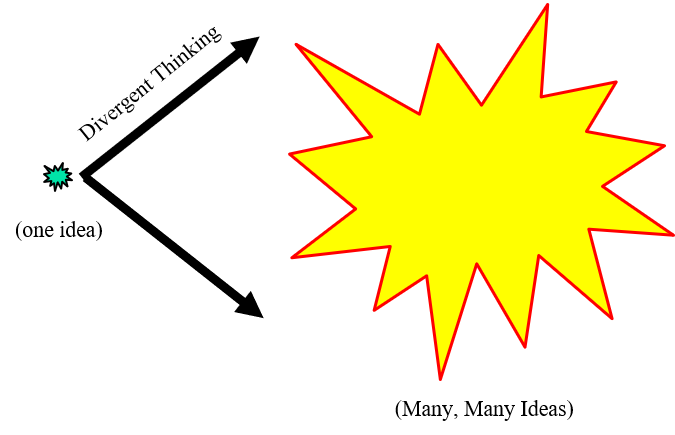 Divergent Thinking
(one idea)
(Many, Many Ideas)